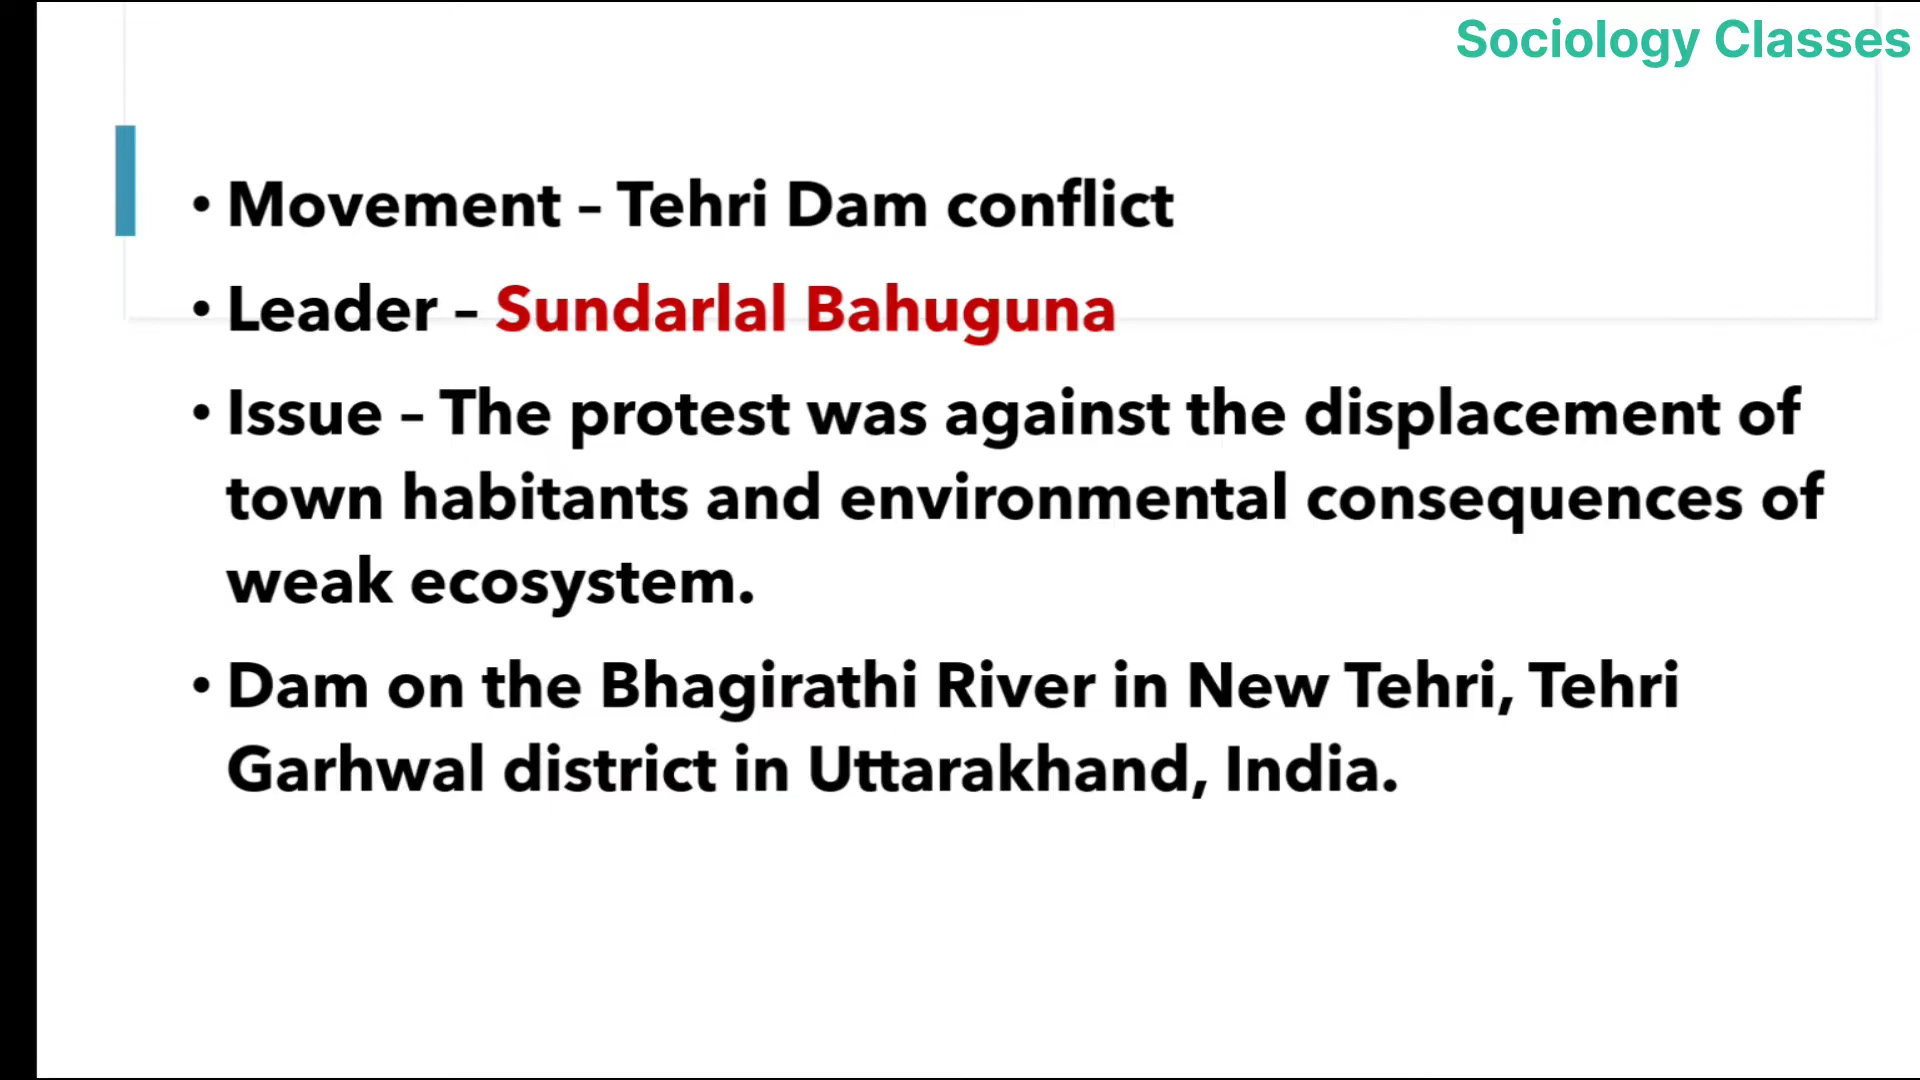 Sociology Classes
• Movement – Tehri Dam conflict
• Leader – Sundarlal Bahuguna
• Issue – The protest was against the displacement of
town habitants and environmental consequences of
weak ecosystem.
• Dam on the Bhagirathi River in New Tehri, Tehri
Garhwal district in Uttarakhand, India.